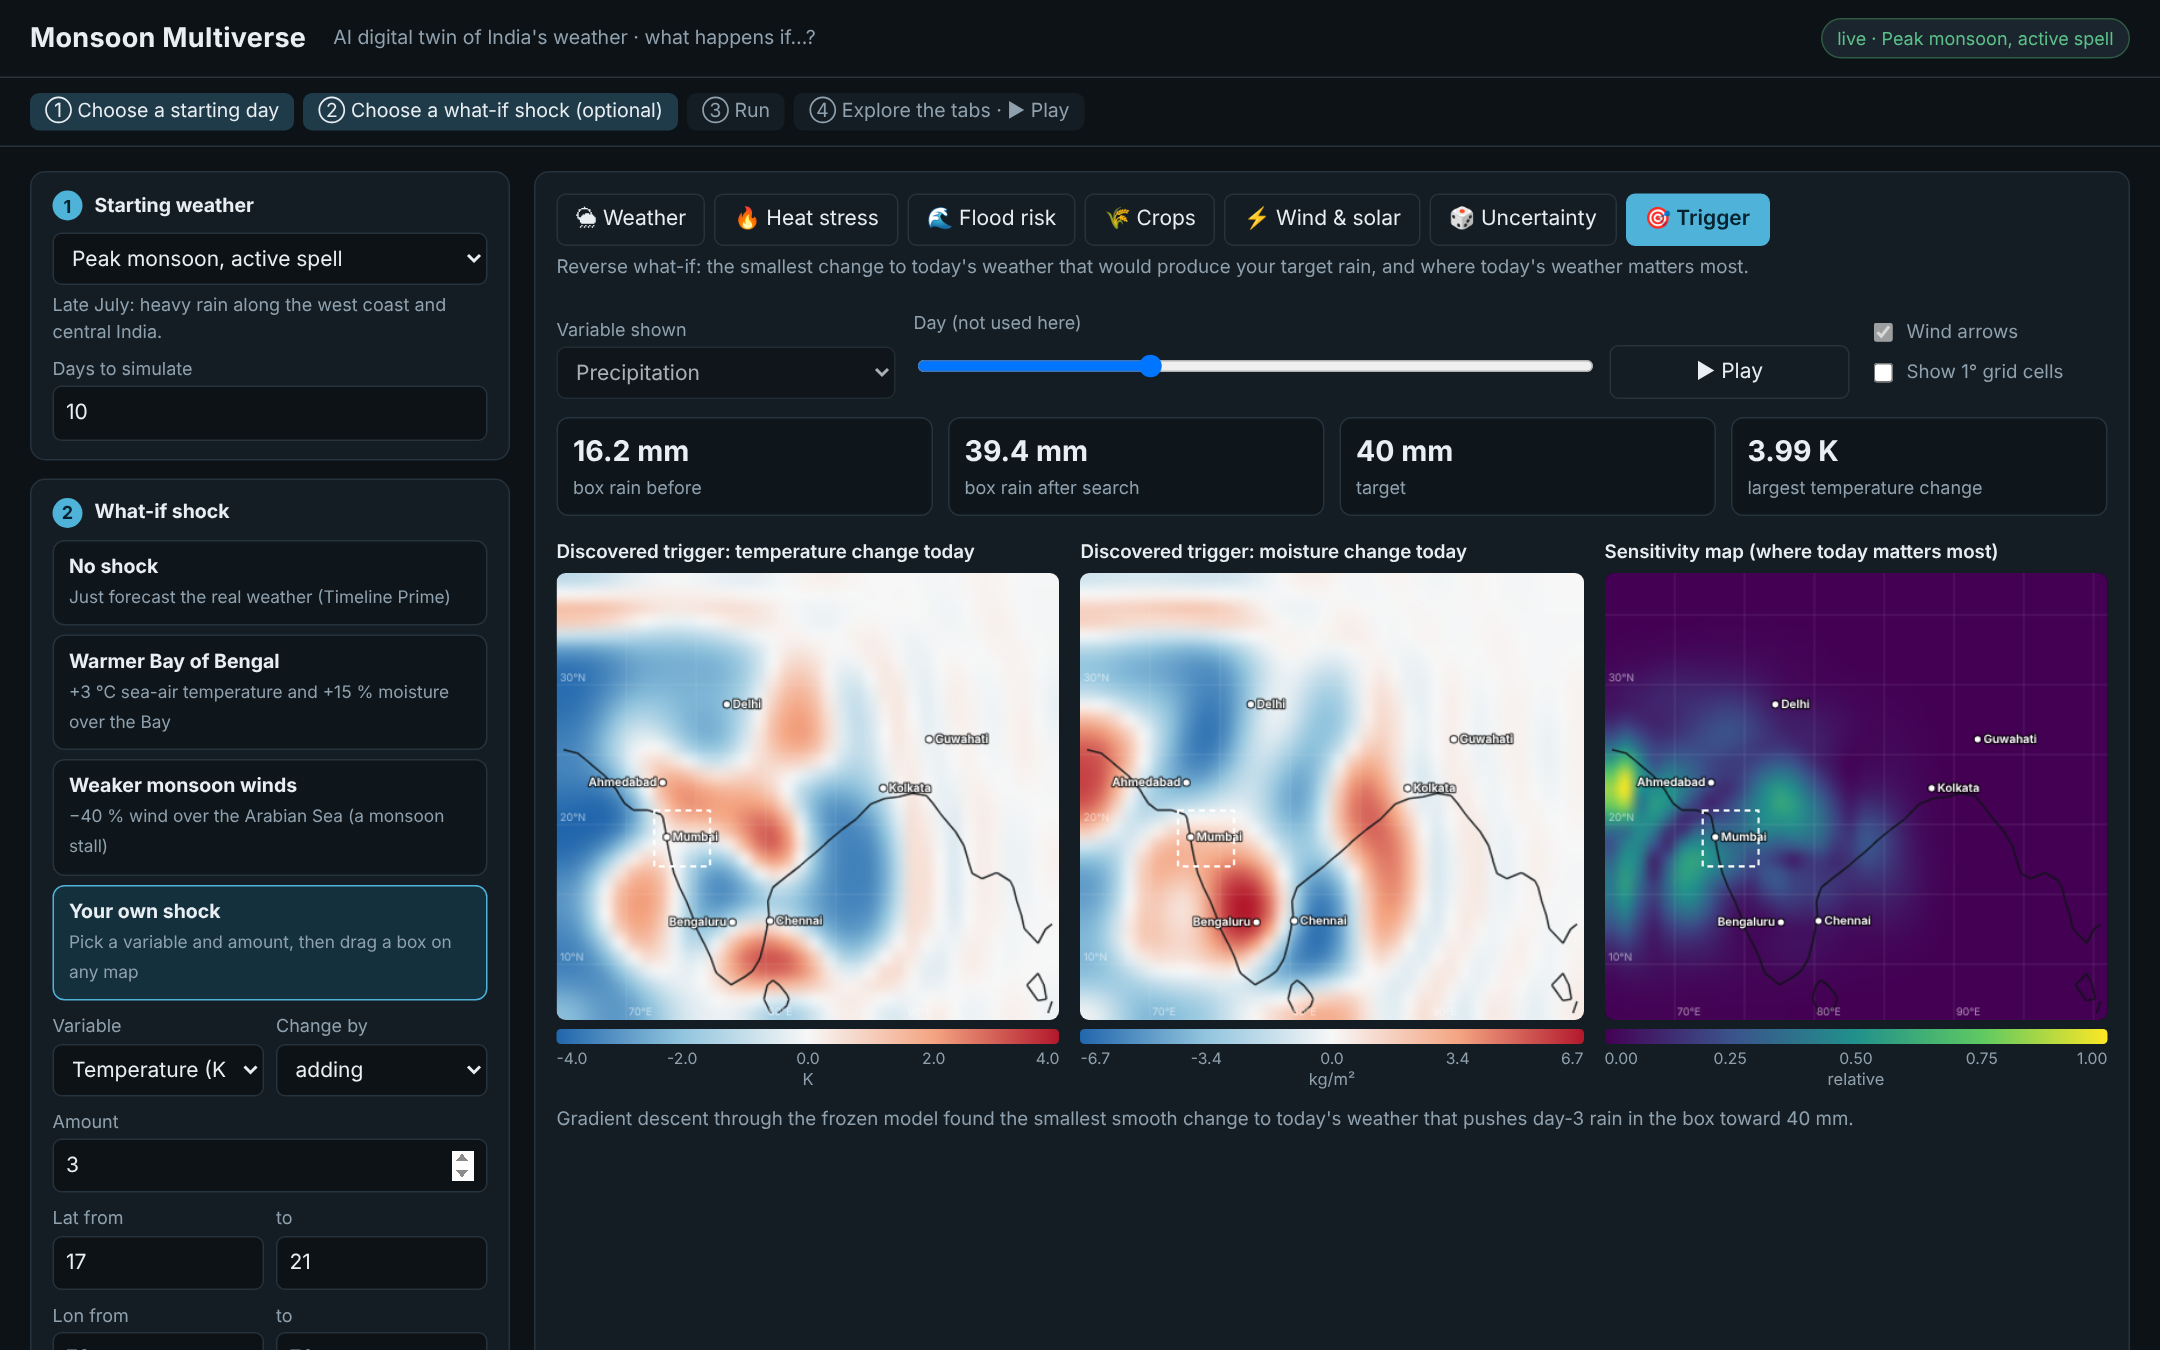 Monsoon Multiverse
AI digital twin of India's weather · what happens if...?
live · Peak monsoon, active spell
① Choose a starting day
② Choose a what-if shock (optional)
③ Run
④ Explore the tabs · ▶ Play
1 Starting weather
Peak monsoon, active spell
Late July: heavy rain along the west coast and
central India.
Days to simulate
10
2 What-if shock
No shock
Just forecast the real weather (Timeline Prime)
Warmer Bay of Bengal
+3 °C sea-air temperature and +15 % moisture
over the Bay
Weaker monsoon winds
−40 % wind over the Arabian Sea (a monsoon
stall)
Your own shock
Pick a variable and amount, then drag a box on
any map
Variable
Change by
Temperature (K
adding
Amount
3
Lat from
to
17
21
Lon from
to
🌦 Weather
🔥 Heat stress
🌊 Flood risk
🌾 Crops
⚡ Wind & solar
🎲 Uncertainty
🎯 Trigger
Reverse what-if: the smallest change to today's weather that would produce your target rain, and where today's weather matters most.
Variable shown
Precipitation
Day (not used here)
▶ Play
Wind arrows
Show 1° grid cells
16.2 mm
box rain before
39.4 mm
box rain after search
40 mm
target
3.99 K
largest temperature change
Discovered trigger: temperature change today
30°N
Delhi
Guwahati
Ahmedabad
Kolkata
20°N
Mumbai
Bengaluru
Chennai
10°N
70°E
-4.0
-2.0
0.0
2.0
4.0
K
Discovered trigger: moisture change today
30°N
Delhi
Guwahati
Ahmedabad
Kolkata
20°N
Mumbai
Bengaluru
Chennai
10°N
70°E
-6.7
-3.4
0.0
3.4
6.7
kg/m²
Sensitivity map (where today matters most)
30°N
Delhi
Guwahati
Ahmedabad
Kolkata
20°N
Mumbai
Bengaluru
Chennai
10°N
70°E
80°E
90°E
0.00
0.25
0.50
0.75
1.00
relative
Gradient descent through the frozen model found the smallest smooth change to today's weather that pushes day-3 rain in the box toward 40 mm.